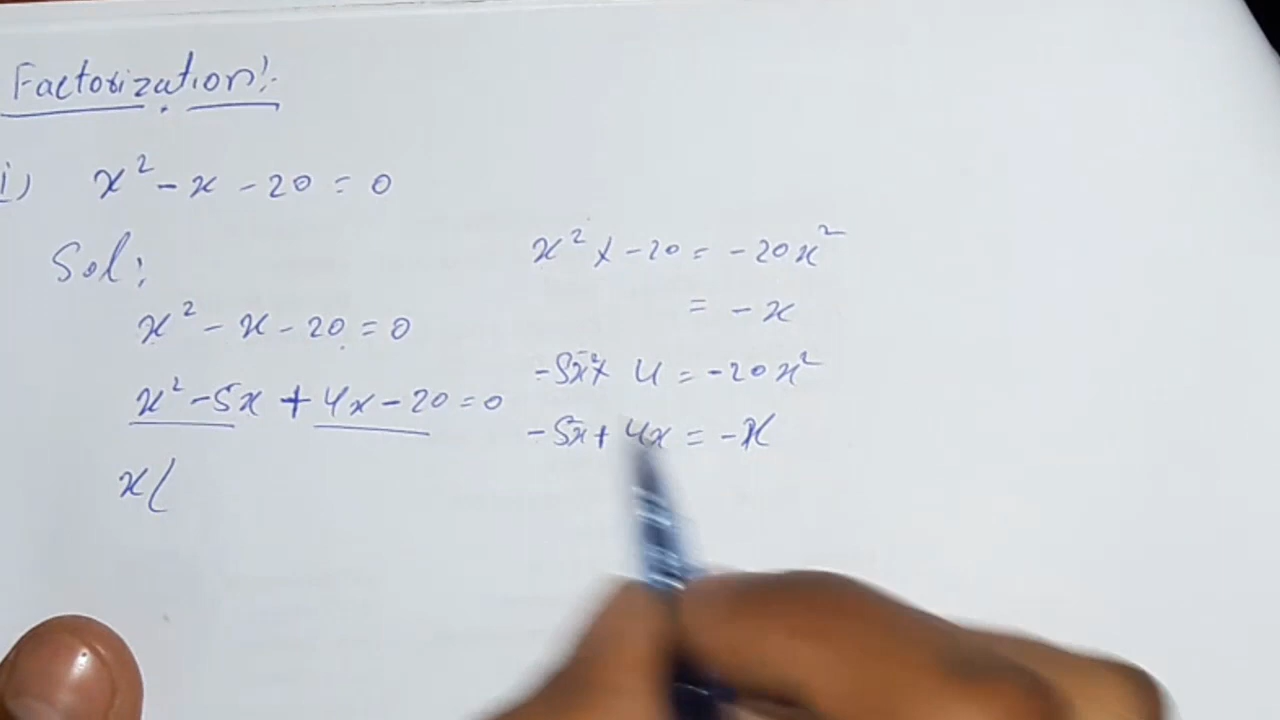 Factorization:-
i) x² - x - 20 = 0
Sol:
x² - x - 20 = 0
x² - 5x + 4x - 20 = 0
x(
x² × -20 = -20x²
= -x
-5x² × 4 = -20x²
-5x + 4x = -x